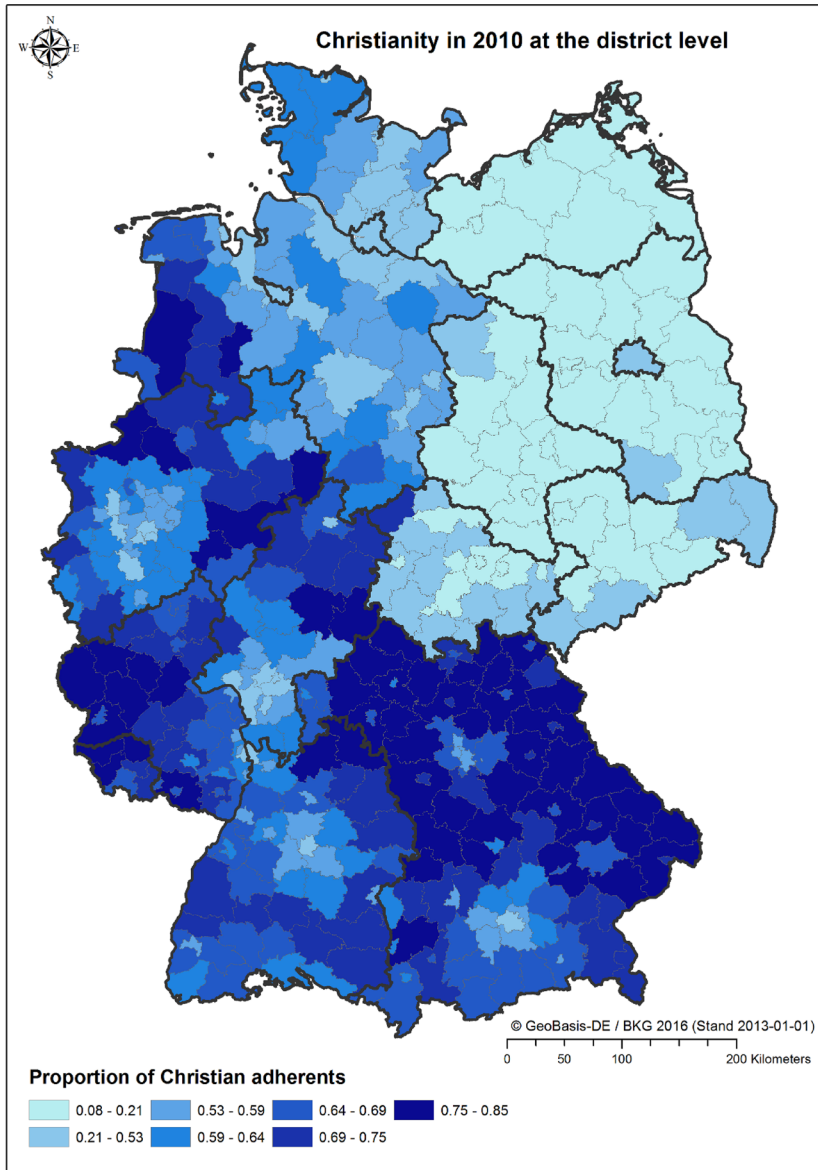 N
W E
S
Christianity in 2010 at the district level
© GeoBasis-DE / BKG 2016 (Stand 2013-01-01)
0 50 100 200 Kilometers
Proportion of Christian adherents
0.08 - 0.21 0.53 - 0.59 0.64 - 0.69 0.75 - 0.85
0.21 - 0.53 0.59 - 0.64 0.69 - 0.75